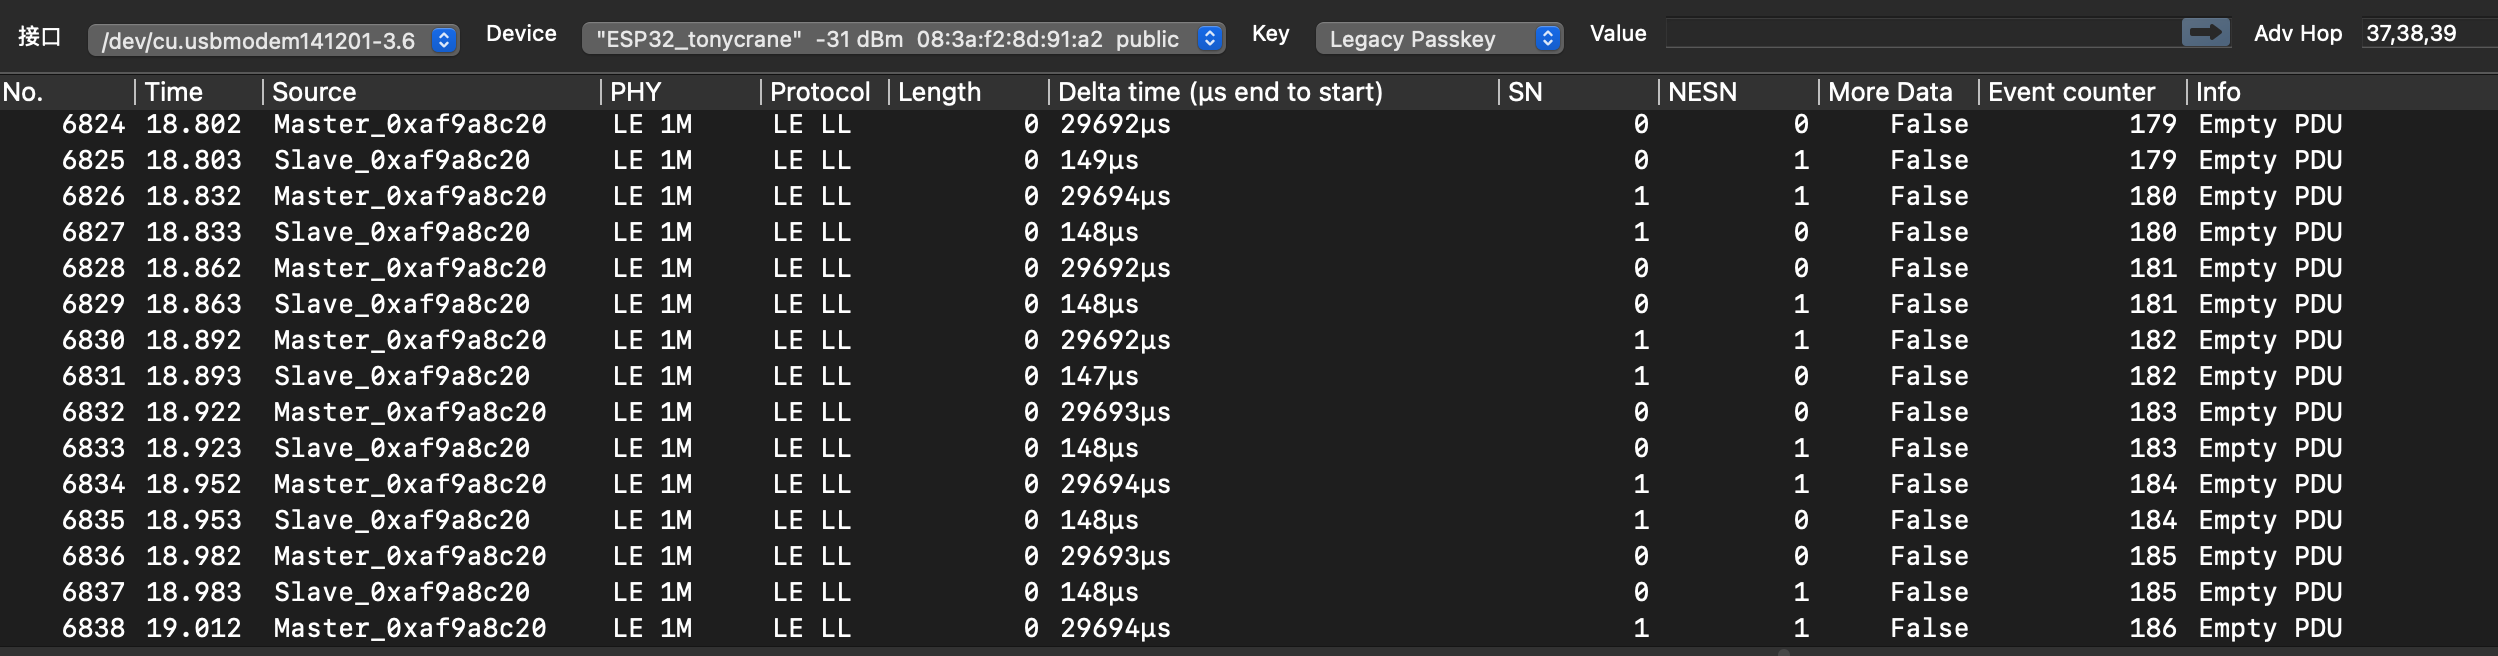 接口 /dev/cu.usbmodem141201-3.6 Device "ESP32_tonycrane" -31 dBm 08:3a:f2:8d:91:a2 public Key Legacy Passkey Value Adv Hop 37,38,39
No. Time Source PHY Protocol Length Delta time (µs end to start) SN NESN More Data Event counter Info
6824 18.802 Master_0xaf9a8c20 LE 1M LE LL 0 29692µs 0 0 False 179 Empty PDU
6825 18.803 Slave_0xaf9a8c20 LE 1M LE LL 0 149µs 0 1 False 179 Empty PDU
6826 18.832 Master_0xaf9a8c20 LE 1M LE LL 0 29694µs 1 1 False 180 Empty PDU
6827 18.833 Slave_0xaf9a8c20 LE 1M LE LL 0 148µs 1 0 False 180 Empty PDU
6828 18.862 Master_0xaf9a8c20 LE 1M LE LL 0 29692µs 0 0 False 181 Empty PDU
6829 18.863 Slave_0xaf9a8c20 LE 1M LE LL 0 148µs 0 1 False 181 Empty PDU
6830 18.892 Master_0xaf9a8c20 LE 1M LE LL 0 29692µs 1 1 False 182 Empty PDU
6831 18.893 Slave_0xaf9a8c20 LE 1M LE LL 0 147µs 1 0 False 182 Empty PDU
6832 18.922 Master_0xaf9a8c20 LE 1M LE LL 0 29693µs 0 0 False 183 Empty PDU
6833 18.923 Slave_0xaf9a8c20 LE 1M LE LL 0 148µs 0 1 False 183 Empty PDU
6834 18.952 Master_0xaf9a8c20 LE 1M LE LL 0 29694µs 1 1 False 184 Empty PDU
6835 18.953 Slave_0xaf9a8c20 LE 1M LE LL 0 148µs 1 0 False 184 Empty PDU
6836 18.982 Master_0xaf9a8c20 LE 1M LE LL 0 29693µs 0 0 False 185 Empty PDU
6837 18.983 Slave_0xaf9a8c20 LE 1M LE LL 0 148µs 0 1 False 185 Empty PDU
6838 19.012 Master_0xaf9a8c20 LE 1M LE LL 0 29694µs 1 1 False 186 Empty PDU